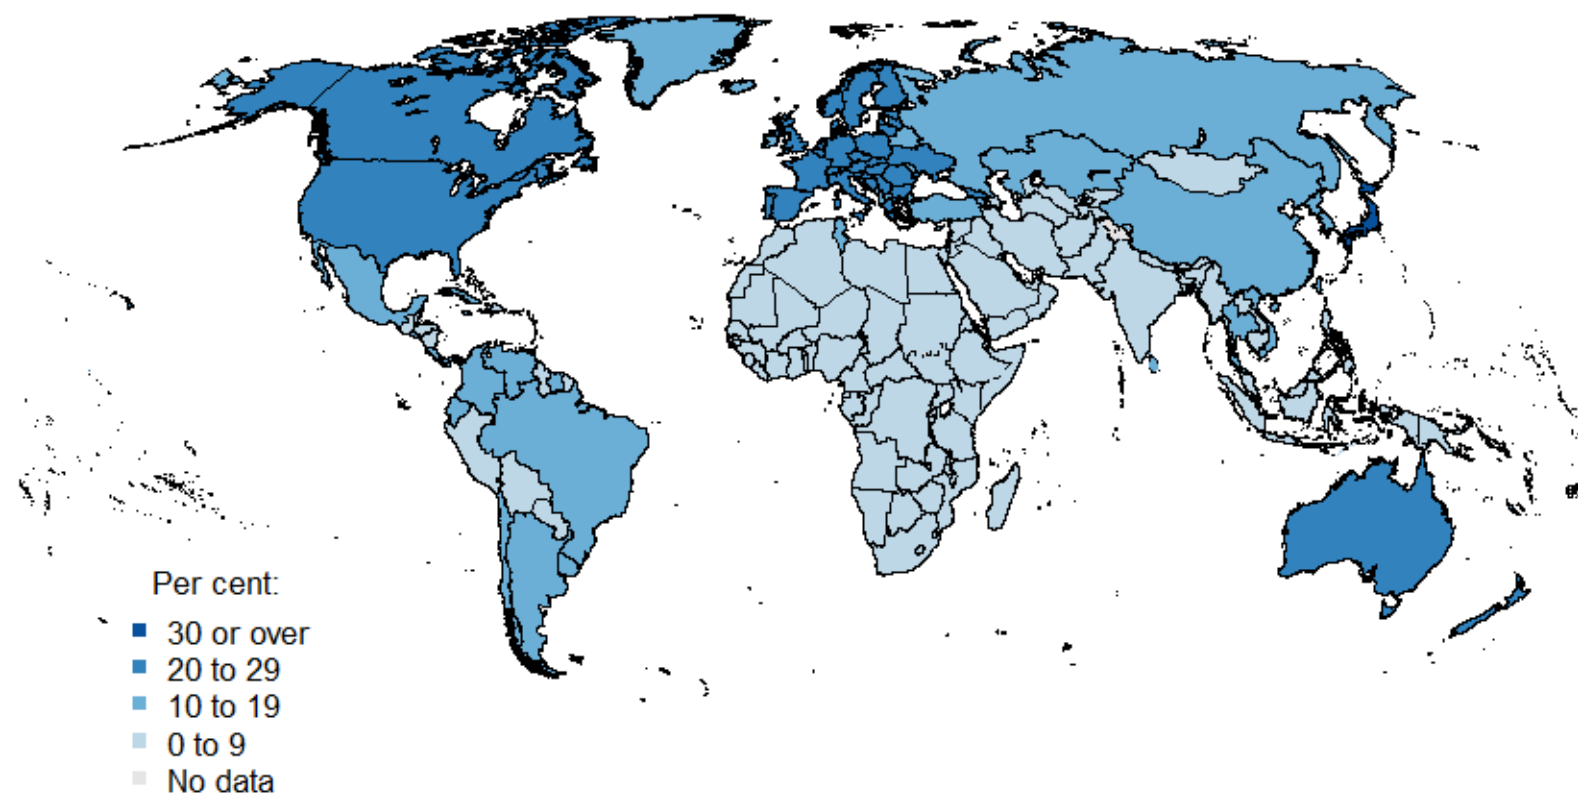 Per cent:
30 or over
20 to 29
10 to 19
0 to 9
No data